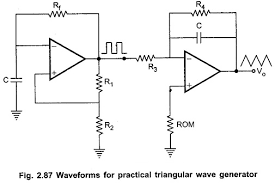 Rf
R4
C
C
R3
R1
Vo
R2
ROM
Fig. 2.87 Waveforms for practical triangular wave generator